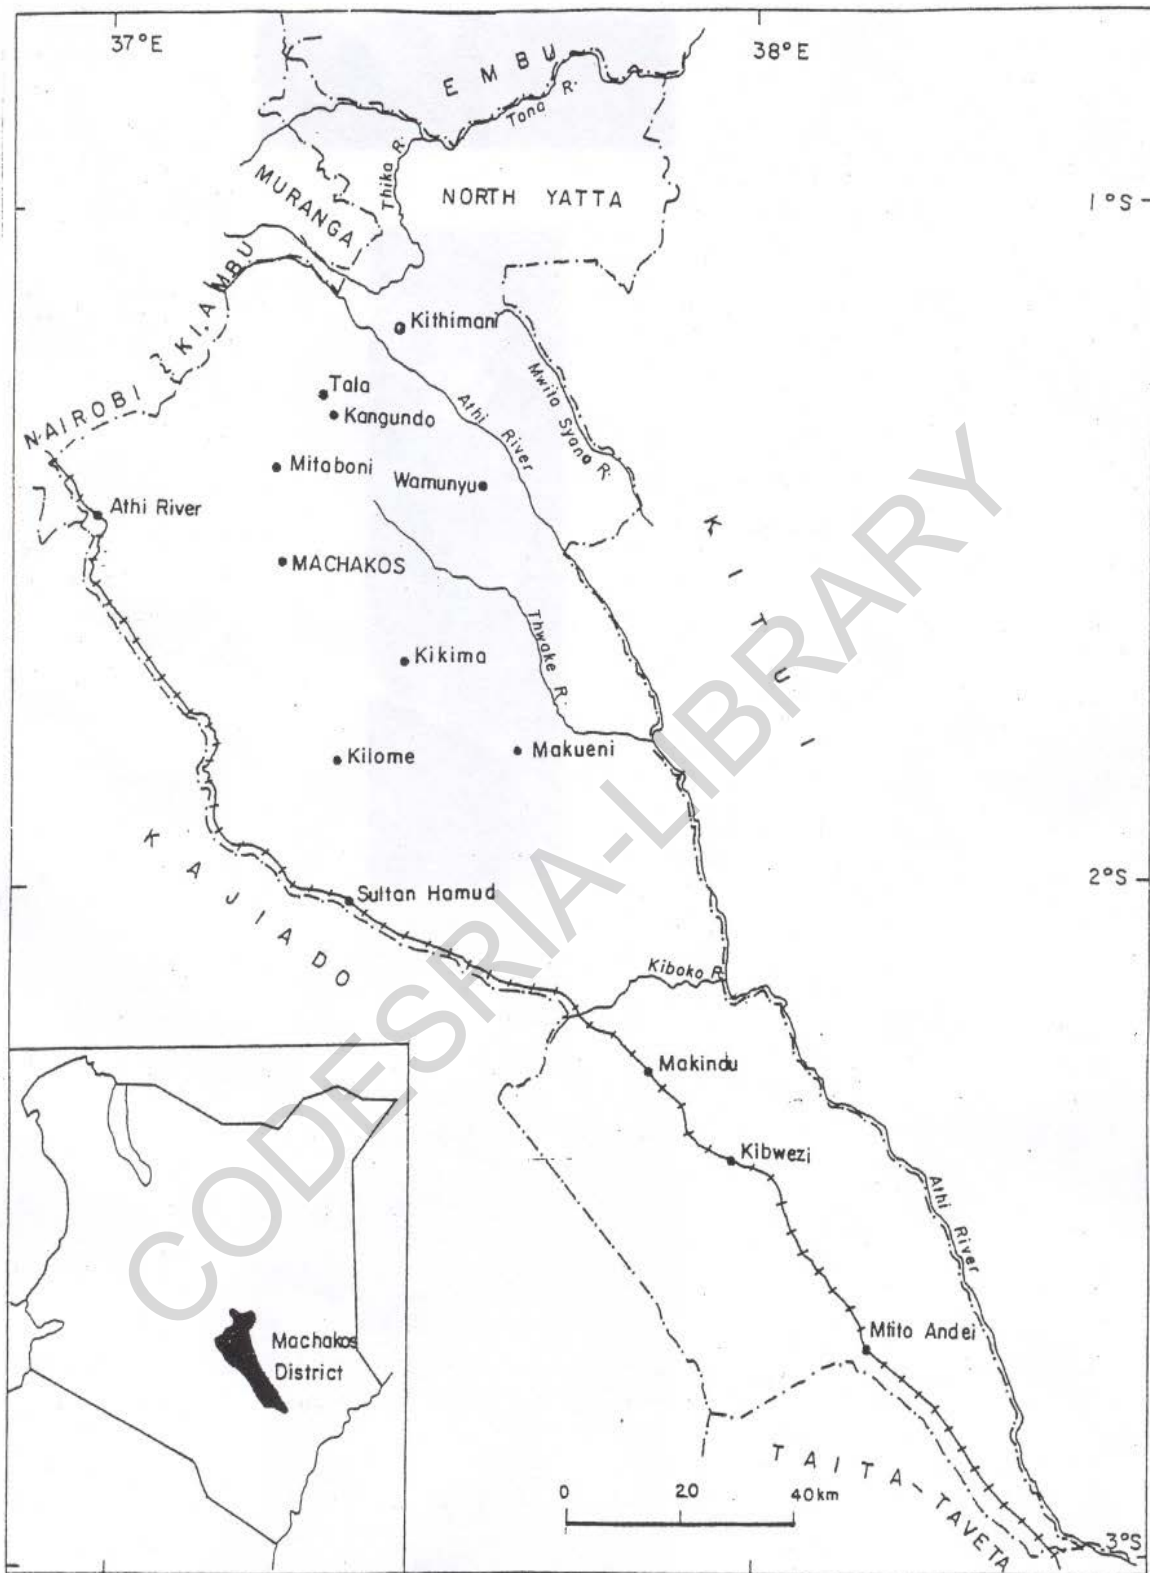 37°E
38°E
EMBU
Tana R.
Thika R.
MURANGA
NORTH YATTA
1°S
KIAMBU
NAIROBI
Kithimani
Mwita Syano R.
Tala
Kangundo
Athi River
Mitaboni
Wamunyu
Athi River
KITUI
MACHAKOS
Thwake R.
Kikima
Kilome
Makueni
KAJIADO
2°S
Sultan Hamud
Kiboko R.
Makindu
Kibwezi
Athi River
Mtito Andei
Machakos
District
TAITA-TAVETA
0 20 40km
3°S
CODESRIA-LIBRARY